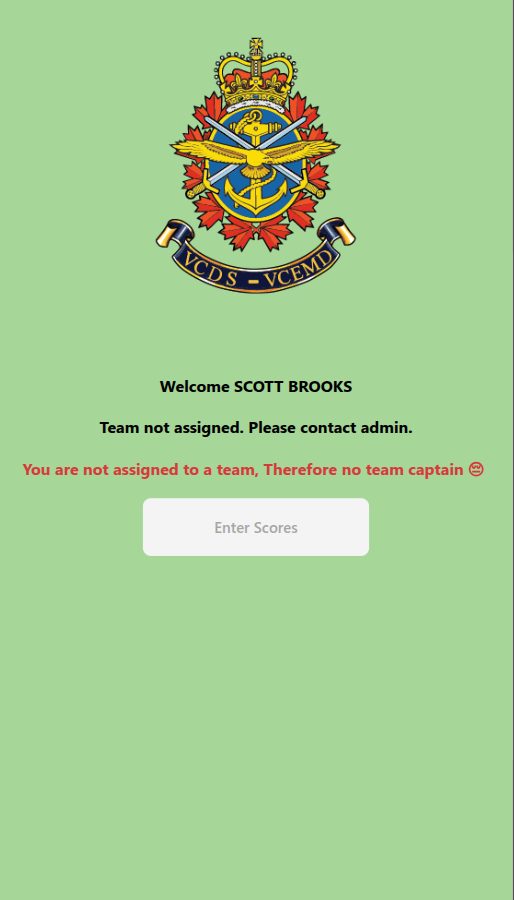 VCDS - VCEMD
Welcome SCOTT BROOKS
Team not assigned. Please contact admin.
You are not assigned to a team, Therefore no team captain 😔
Enter Scores